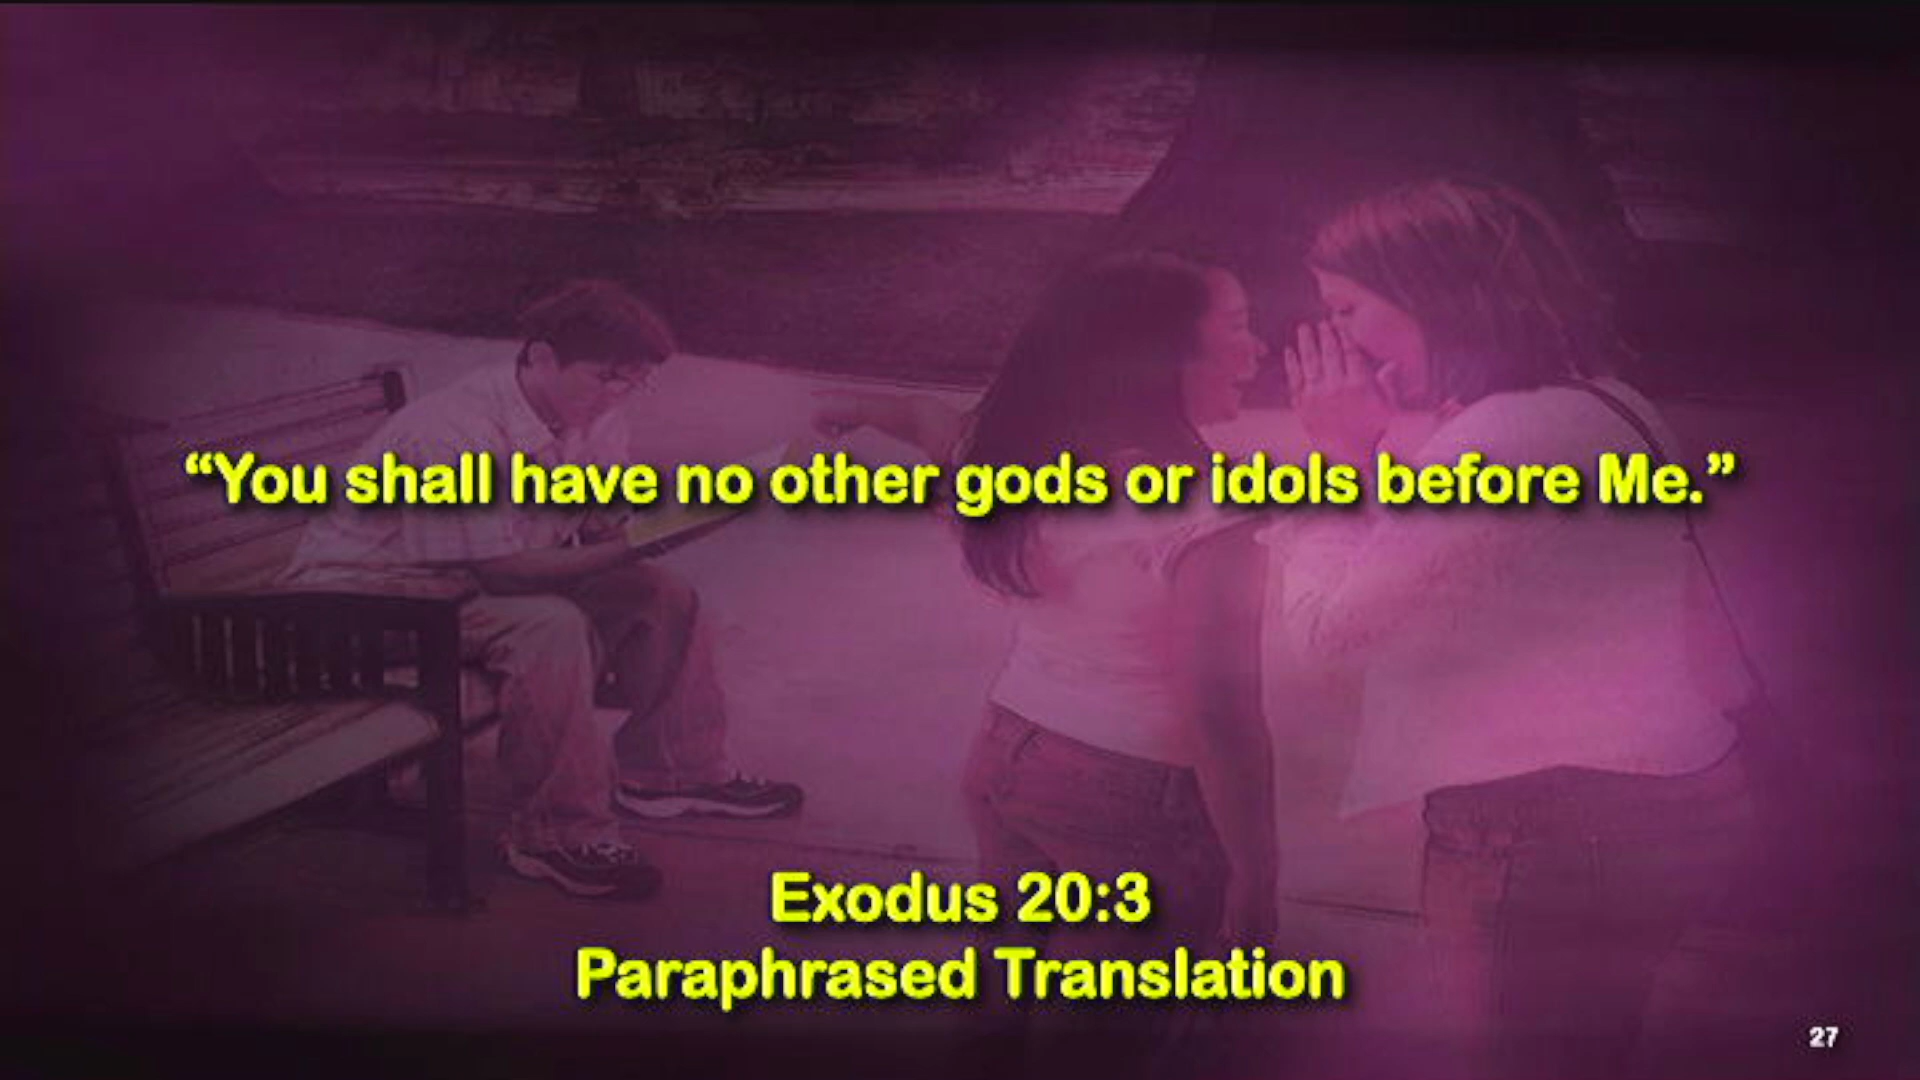 “You shall have no other gods or idols before Me.”
Exodus 20:3
Paraphrased Translation
27